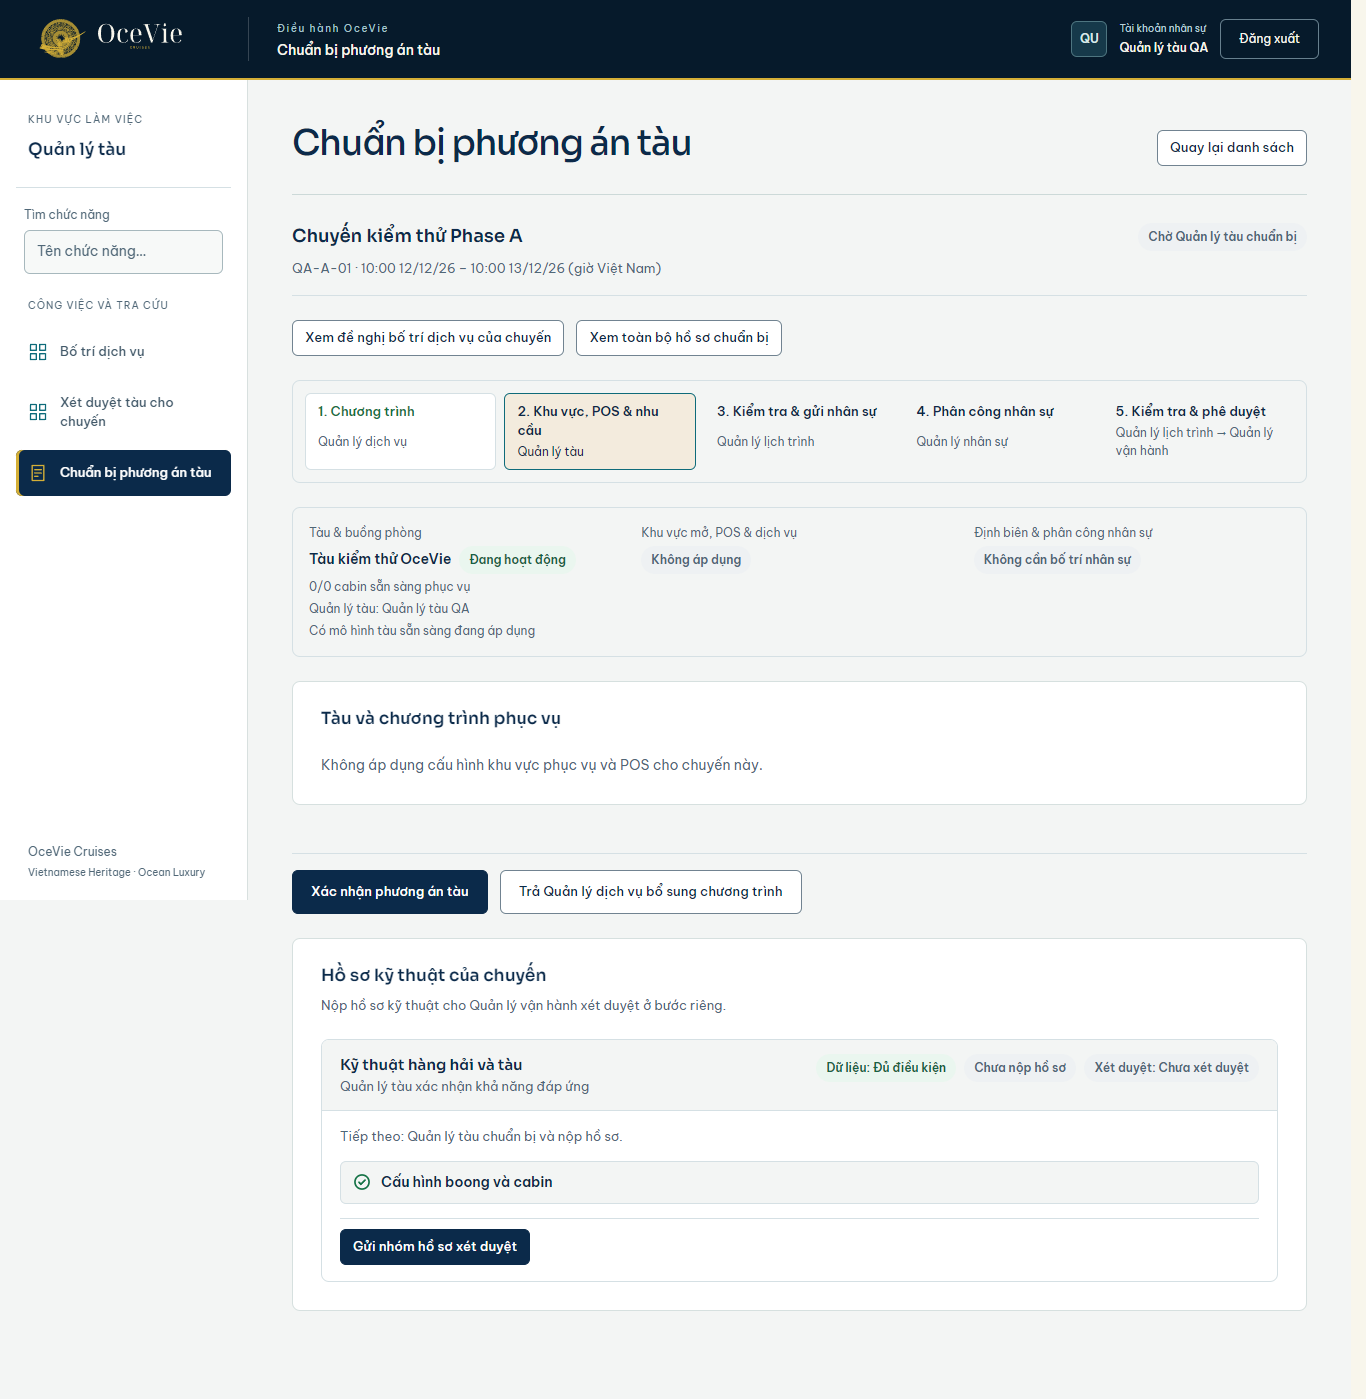 OceVie
CRUISES
Điều hành OceVie
Chuẩn bị phương án tàu
QU
Tài khoản nhân sự
Quản lý tàu QA
Đăng xuất
KHU VỰC LÀM VIỆC
Quản lý tàu
Tìm chức năng
Tên chức năng...
CÔNG VIỆC VÀ TRA CỨU
Bố trí dịch vụ
Xét duyệt tàu cho
chuyến
Chuẩn bị phương án tàu
OceVie Cruises
Vietnamese Heritage · Ocean Luxury
Chuẩn bị phương án tàu
Quay lại danh sách
Chuyến kiểm thử Phase A
Chờ Quản lý tàu chuẩn bị
QA-A-01 · 10:00 12/12/26 – 10:00 13/12/26 (giờ Việt Nam)
Xem đề nghị bố trí dịch vụ của chuyến
Xem toàn bộ hồ sơ chuẩn bị
1. Chương trình
Quản lý dịch vụ
2. Khu vực, POS & nhu
cầu
Quản lý tàu
3. Kiểm tra & gửi nhân sự
Quản lý lịch trình
4. Phân công nhân sự
Quản lý nhân sự
5. Kiểm tra & phê duyệt
Quản lý lịch trình → Quản lý
vận hành
Tàu & buồng phòng
Tàu kiểm thử OceVie
Đang hoạt động
0/0 cabin sẵn sàng phục vụ
Quản lý tàu: Quản lý tàu QA
Có mô hình tàu sẵn sàng đang áp dụng
Khu vực mở, POS & dịch vụ
Không áp dụng
Định biên & phân công nhân sự
Không cần bố trí nhân sự
Tàu và chương trình phục vụ
Không áp dụng cấu hình khu vực phục vụ và POS cho chuyến này.
Xác nhận phương án tàu
Trả Quản lý dịch vụ bổ sung chương trình
Hồ sơ kỹ thuật của chuyến
Nộp hồ sơ kỹ thuật cho Quản lý vận hành xét duyệt ở bước riêng.
Kỹ thuật hàng hải và tàu
Quản lý tàu xác nhận khả năng đáp ứng
Dữ liệu: Đủ điều kiện
Chưa nộp hồ sơ
Xét duyệt: Chưa xét duyệt
Tiếp theo: Quản lý tàu chuẩn bị và nộp hồ sơ.
Cấu hình boong và cabin
Gửi nhóm hồ sơ xét duyệt